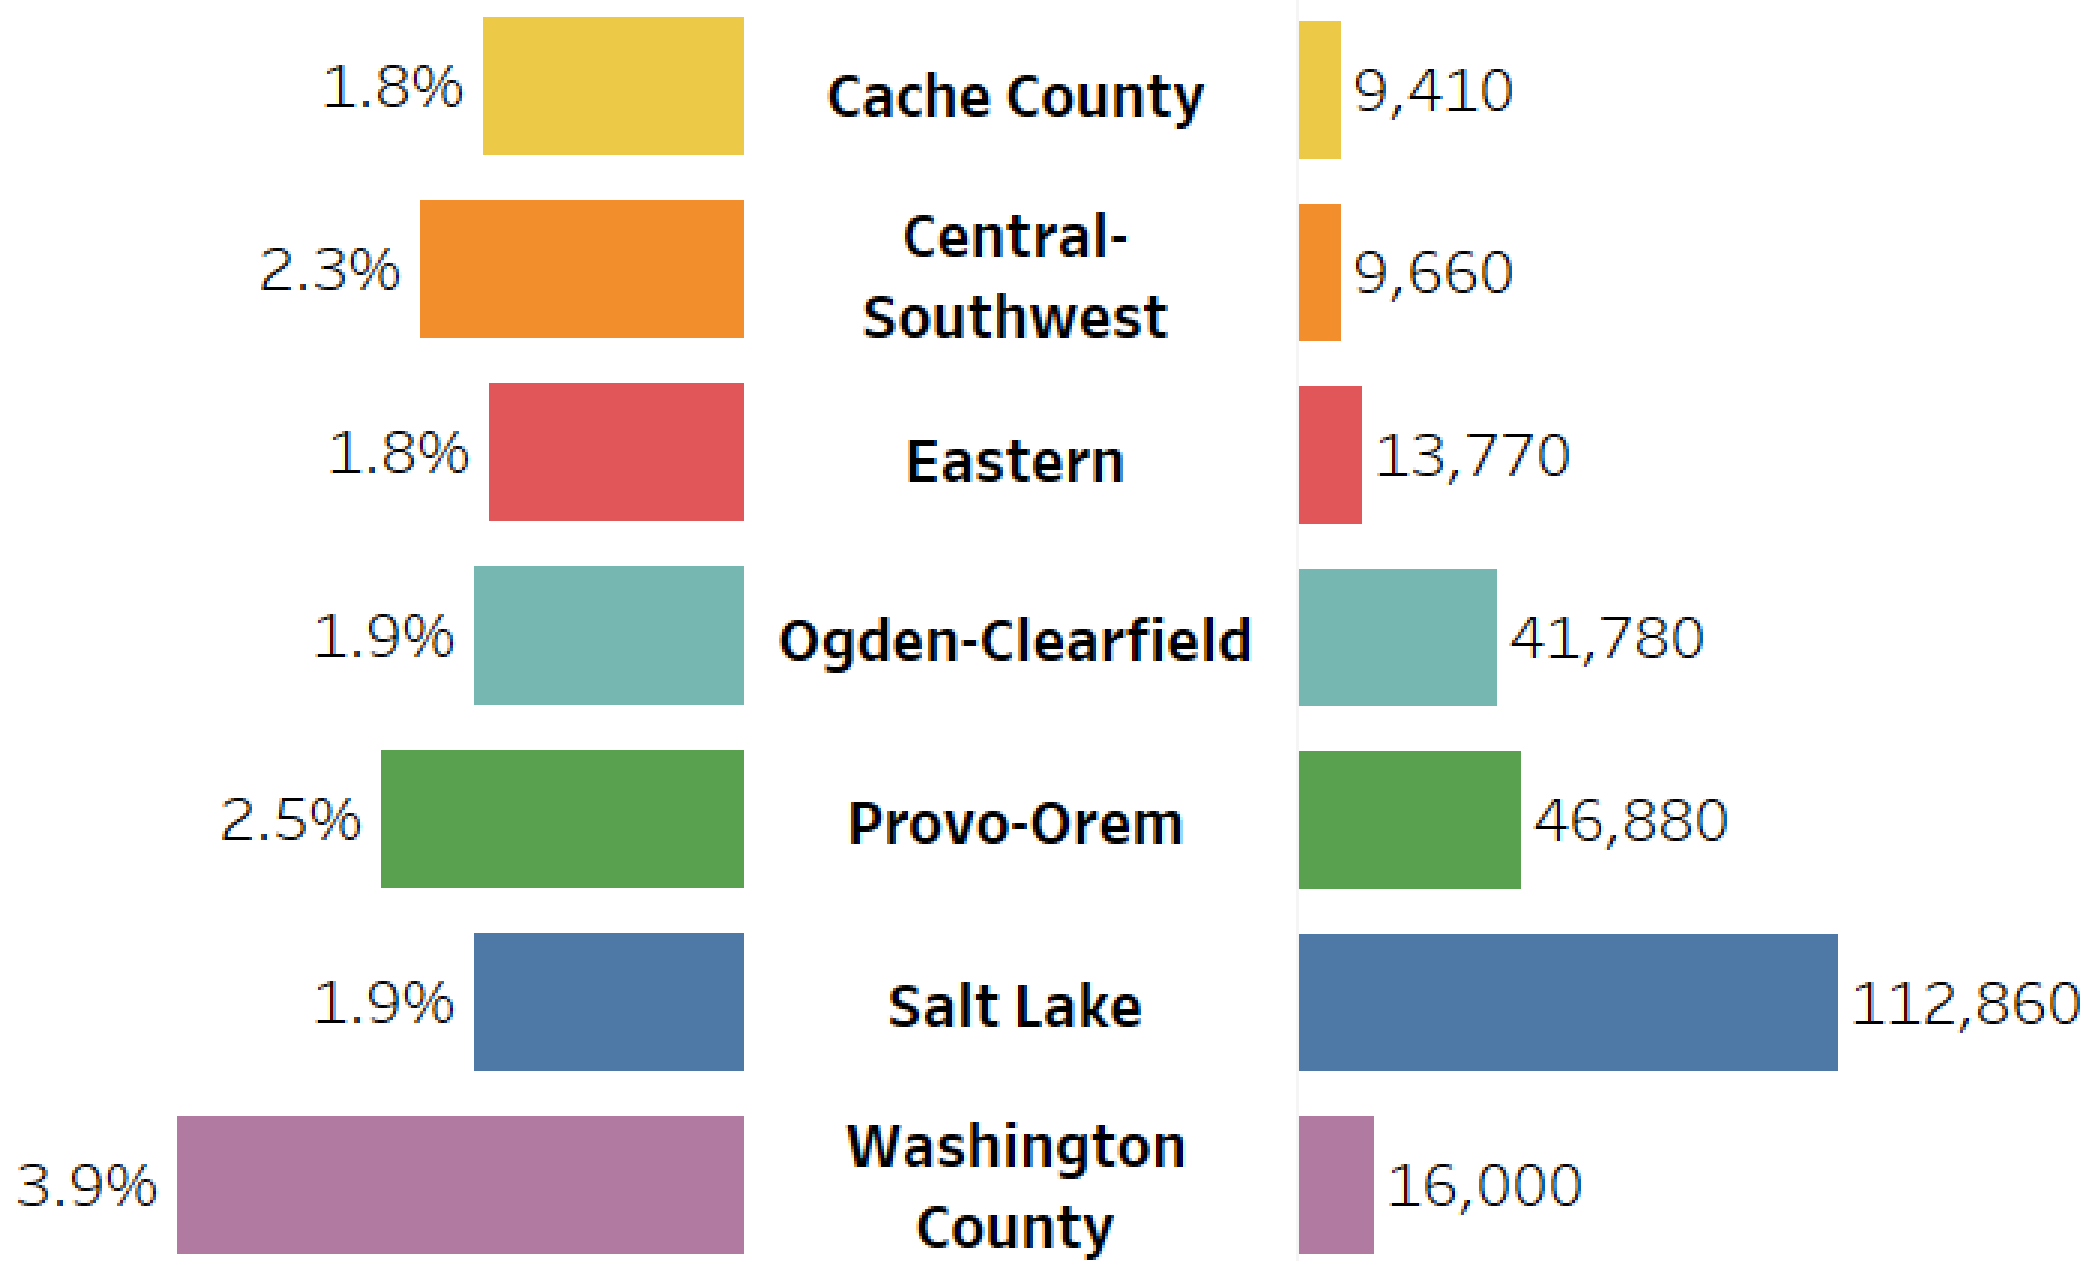 1.8%
Cache County
9,410
2.3%
Central-
Southwest
9,660
1.8%
Eastern
13,770
1.9%
Ogden-Clearfield
41,780
2.5%
Provo-Orem
46,880
1.9%
Salt Lake
112,860
3.9%
Washington
County
16,000